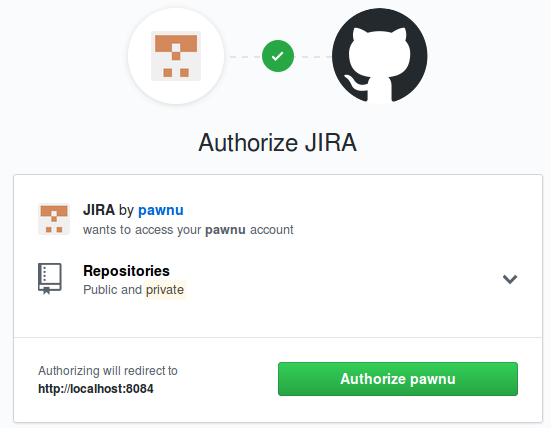 Authorize JIRA
JIRA by pawnu
wants to access your pawnu account
Repositories
Public and private
Authorizing will redirect to
http://localhost:8084
Authorize pawnu